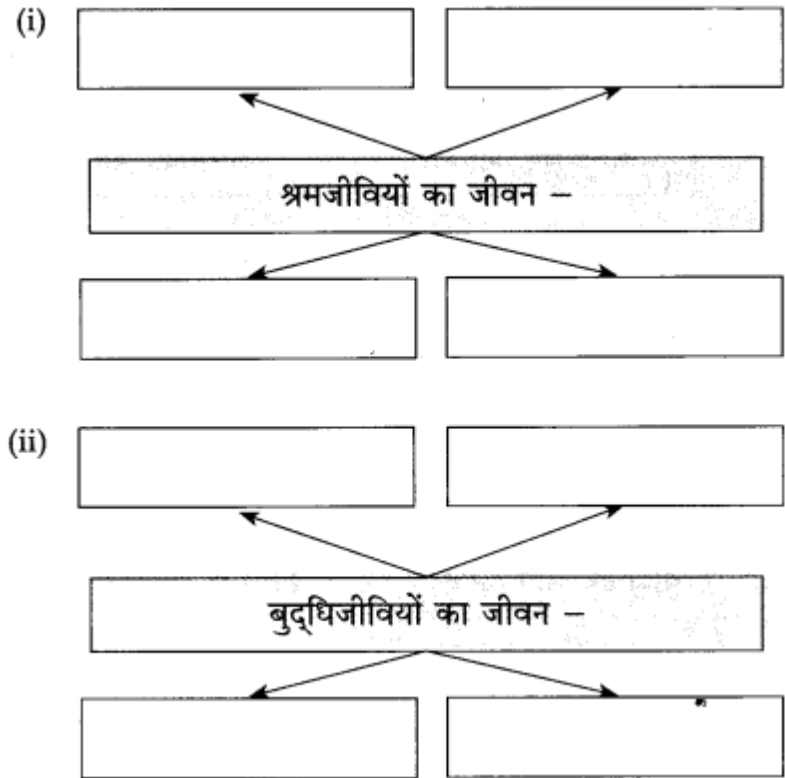 (i)
श्रमजीवियों का जीवन –
(ii)
बुद्‌धिजीवियों का जीवन –